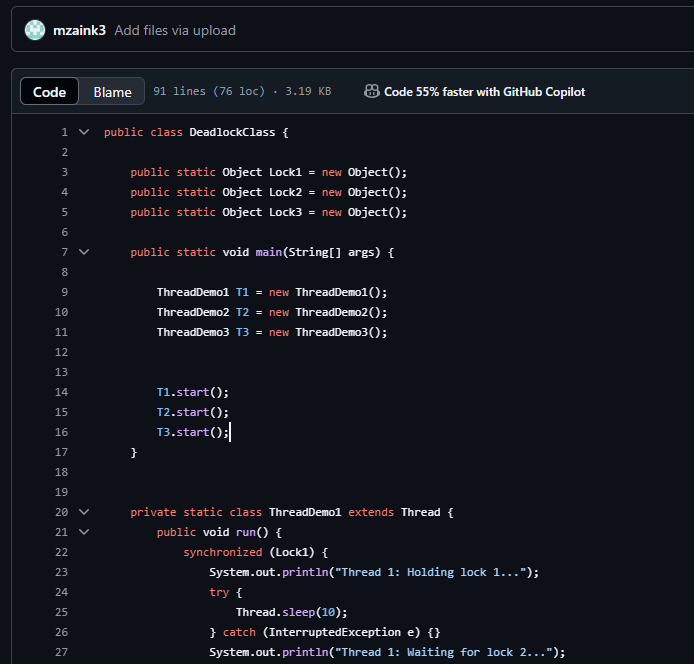 mzaink3 Add files via upload
Code Blame 91 lines (76 loc) · 3.19 KB Code 55% faster with GitHub Copilot
1 public class DeadlockClass {
2
3 public static Object Lock1 = new Object();
4 public static Object Lock2 = new Object();
5 public static Object Lock3 = new Object();
6
7 public static void main(String[] args) {
8
9 ThreadDemo1 T1 = new ThreadDemo1();
10 ThreadDemo2 T2 = new ThreadDemo2();
11 ThreadDemo3 T3 = new ThreadDemo3();
12
13
14 T1.start();
15 T2.start();
16 T3.start();
17 }
18
19
20 private static class ThreadDemo1 extends Thread {
21 public void run() {
22 synchronized (Lock1) {
23 System.out.println("Thread 1: Holding lock 1...");
24 try {
25 Thread.sleep(10);
26 } catch (InterruptedException e) {}
27 System.out.println("Thread 1: Waiting for lock 2...");